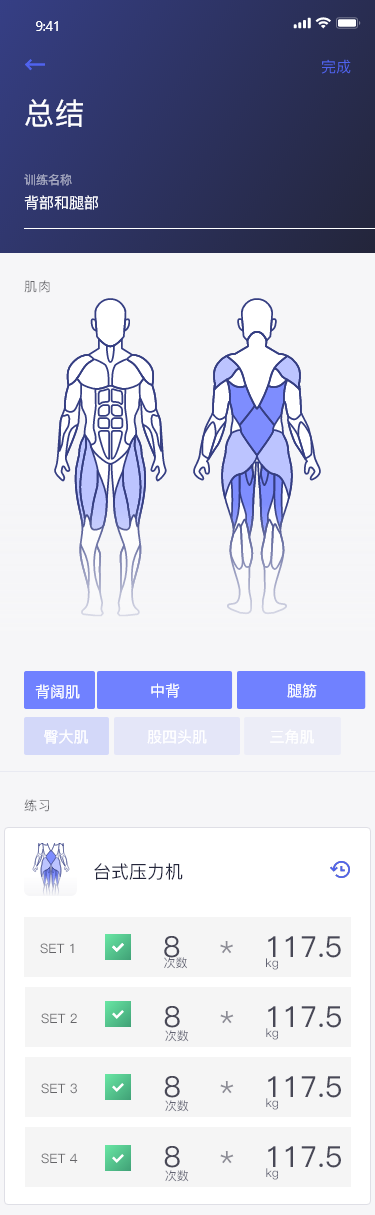 9:41
完成
总结
训练名称
背部和腿部
肌肉
背阔肌 中背 腿筋
臀大肌 股四头肌 三角肌
练习
台式压力机
SET 1 8 次数 * 117.5 kg
SET 2 8 次数 * 117.5 kg
SET 3 8 次数 * 117.5 kg
SET 4 8 次数 * 117.5 kg